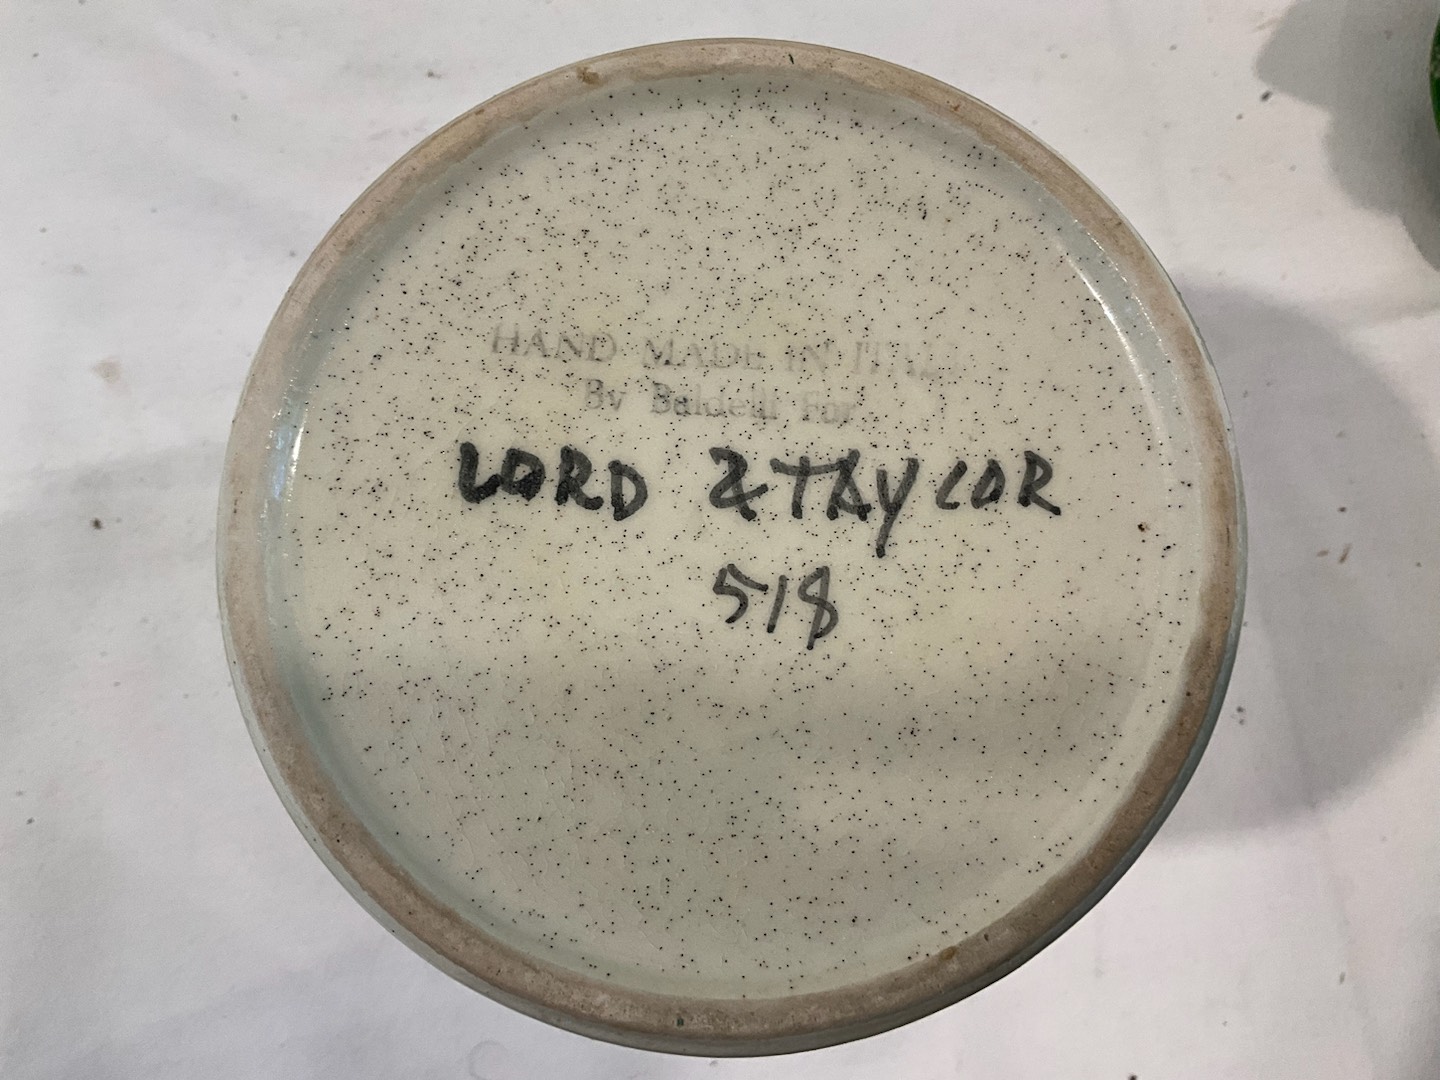 HAND MADE IN ITALY
By Baldelli For
LORD & TAYLOR
518